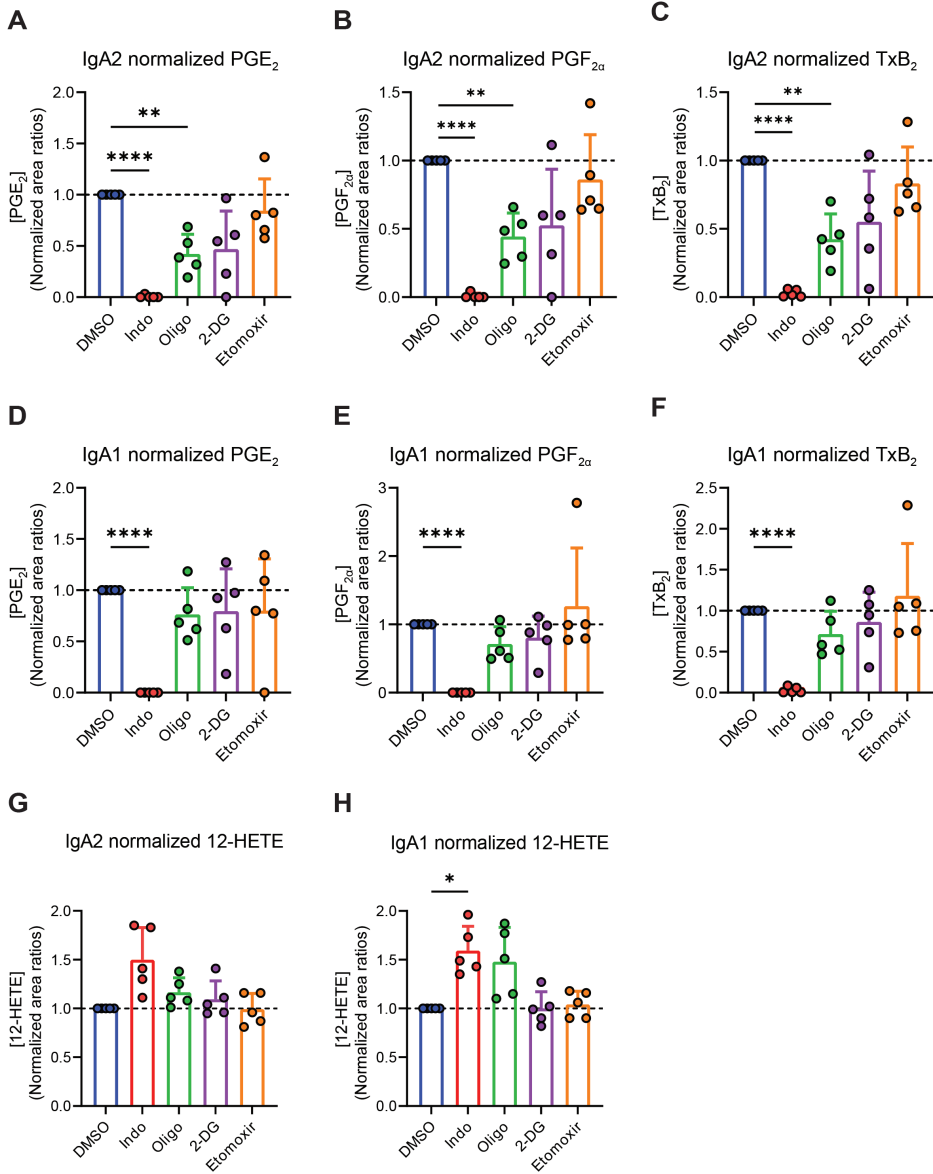 A
IgA2 normalized PGE₂
[PGE₂]
(Normalized area ratios)
2.0
1.5
1.0
0.5
0.0
**
****
DMSO
Indo
Oligo
2-DG
Etomoxir
B
IgA2 normalized PGF₂α
[PGF₂α]
(Normalized area ratios)
1.5
1.0
0.5
0.0
**
****
DMSO
Indo
Oligo
2-DG
Etomoxir
C
IgA2 normalized TxB₂
[TxB₂]
(Normalized area ratios)
1.5
1.0
0.5
0.0
**
****
DMSO
Indo
Oligo
2-DG
Etomoxir
D
IgA1 normalized PGE₂
[PGE₂]
(Normalized area ratios)
2.0
1.5
1.0
0.5
0.0
****
DMSO
Indo
Oligo
2-DG
Etomoxir
E
IgA1 normalized PGF₂α
[PGF₂α]
(Normalized area ratios)
3
2
1
0
****
DMSO
Indo
Oligo
2-DG
Etomoxir
F
IgA1 normalized TxB₂
[TxB₂]
(Normalized area ratios)
2.5
2.0
1.5
1.0
0.5
0.0
****
DMSO
Indo
Oligo
2-DG
Etomoxir
G
IgA2 normalized 12-HETE
[12-HETE]
(Normalized area ratios)
2.0
1.5
1.0
0.5
0.0
DMSO
Indo
Oligo
2-DG
Etomoxir
H
IgA1 normalized 12-HETE
[12-HETE]
(Normalized area ratios)
2.0
1.5
1.0
0.5
0.0
*
DMSO
Indo
Oligo
2-DG
Etomoxir